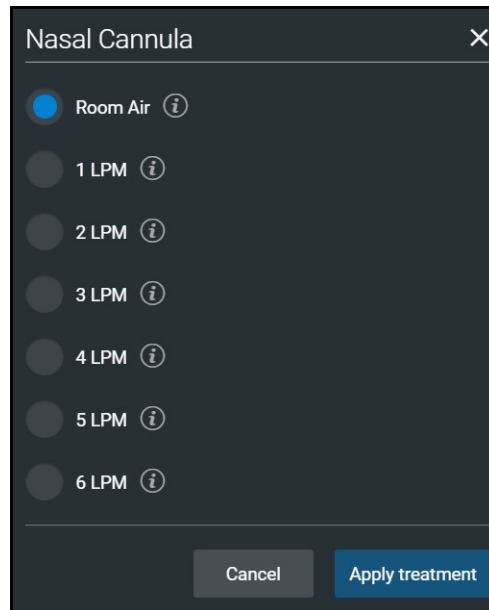 Nasal Cannula
Room Air
1 LPM
2 LPM
3 LPM
4 LPM
5 LPM
6 LPM
Cancel Apply treatment